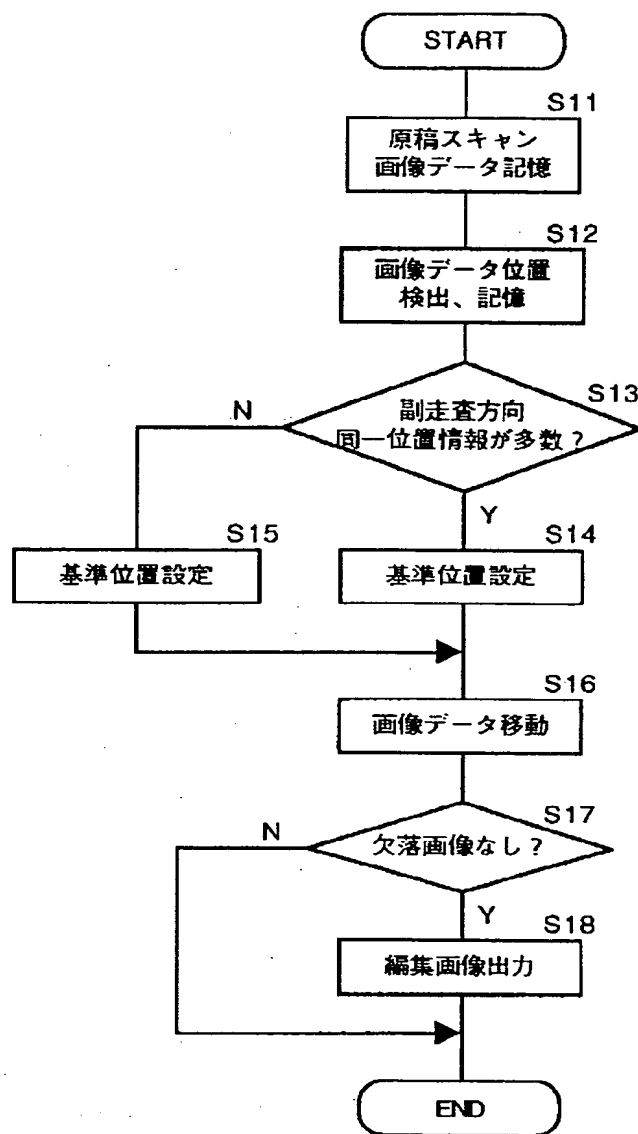 START
S11
原稿スキャン
画像データ記憶
S12
画像データ位置
検出、記憶
S13
N
副走査方向
同一位置情報が多数？
Y
S15
S14
基準位置設定
基準位置設定
S16
画像データ移動
S17
N
欠落画像なし？
Y
S18
編集画像出力
END